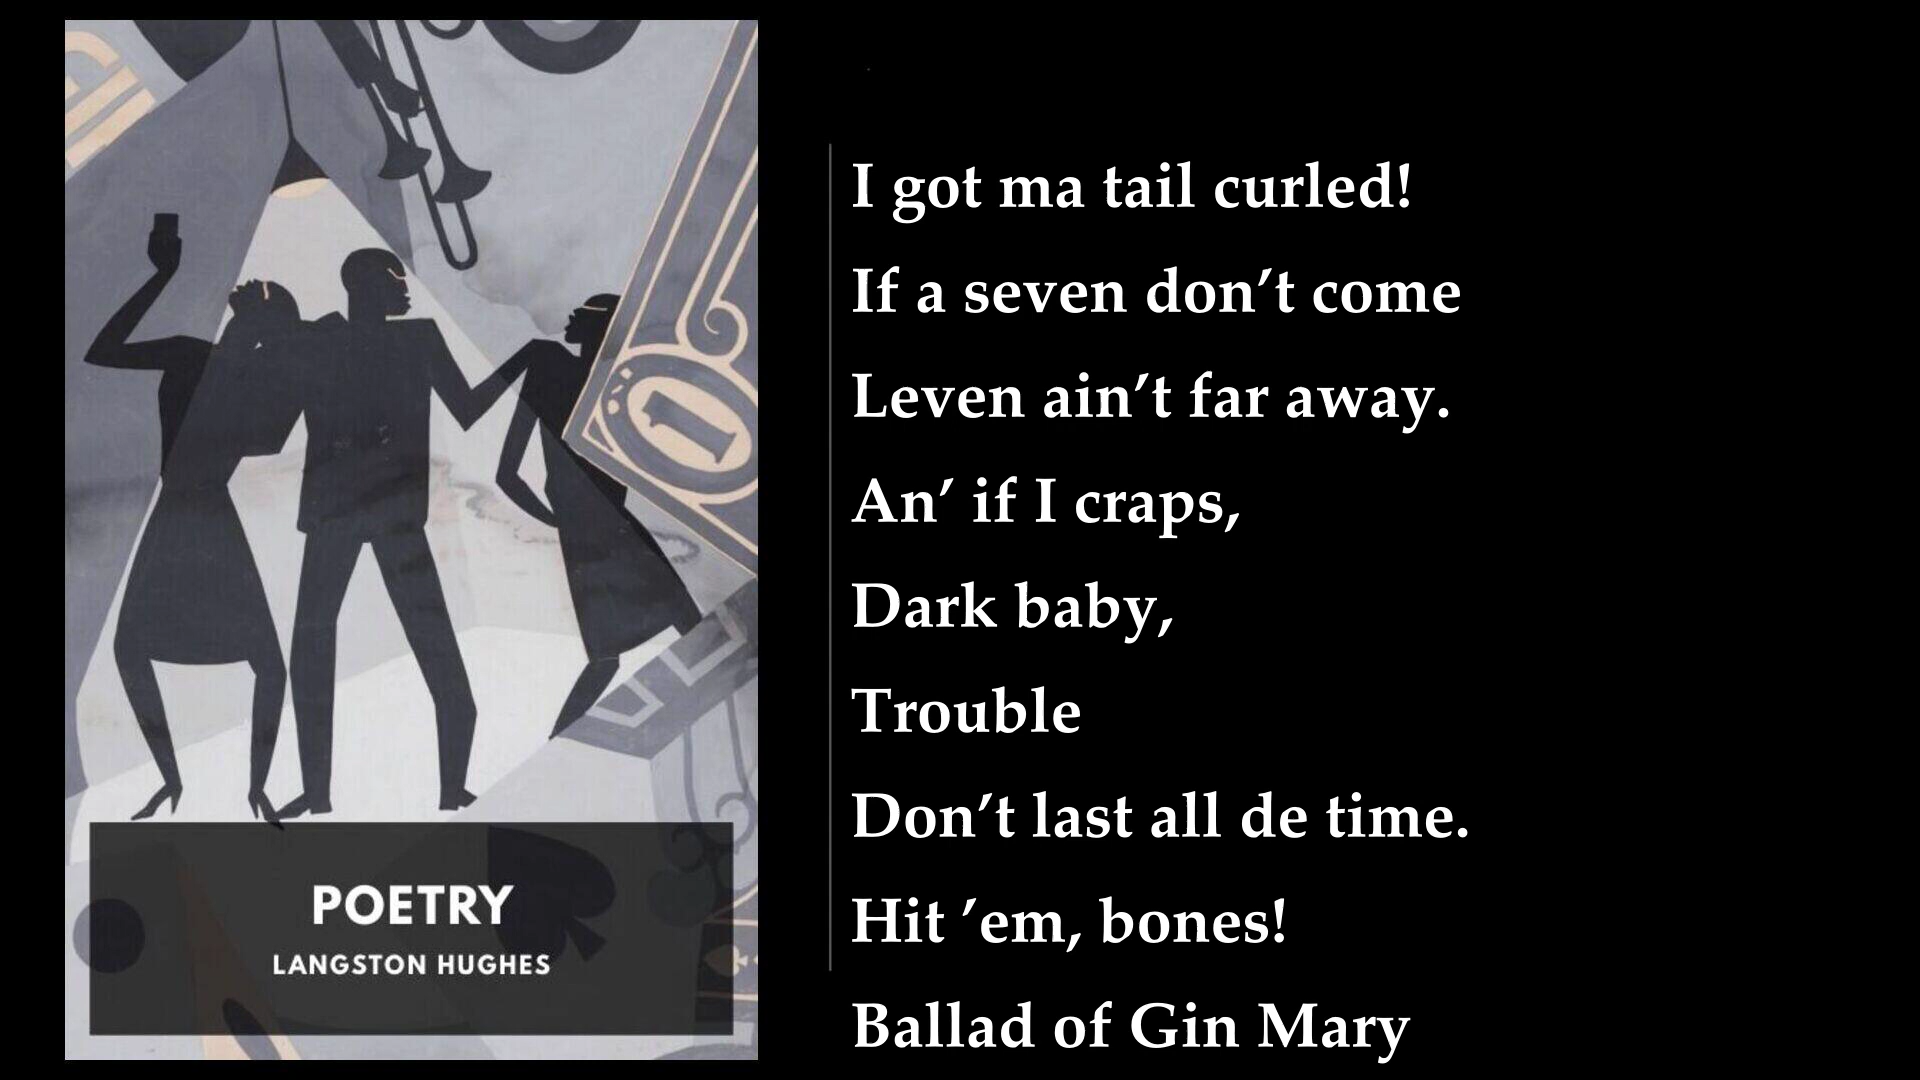 I got ma tail curled!
If a seven don’t come
Leven ain’t far away.
An’ if I craps,
Dark baby,
Trouble
Don’t last all de time.
Hit ’em, bones!
Ballad of Gin Mary
POETRY
LANGSTON HUGHES